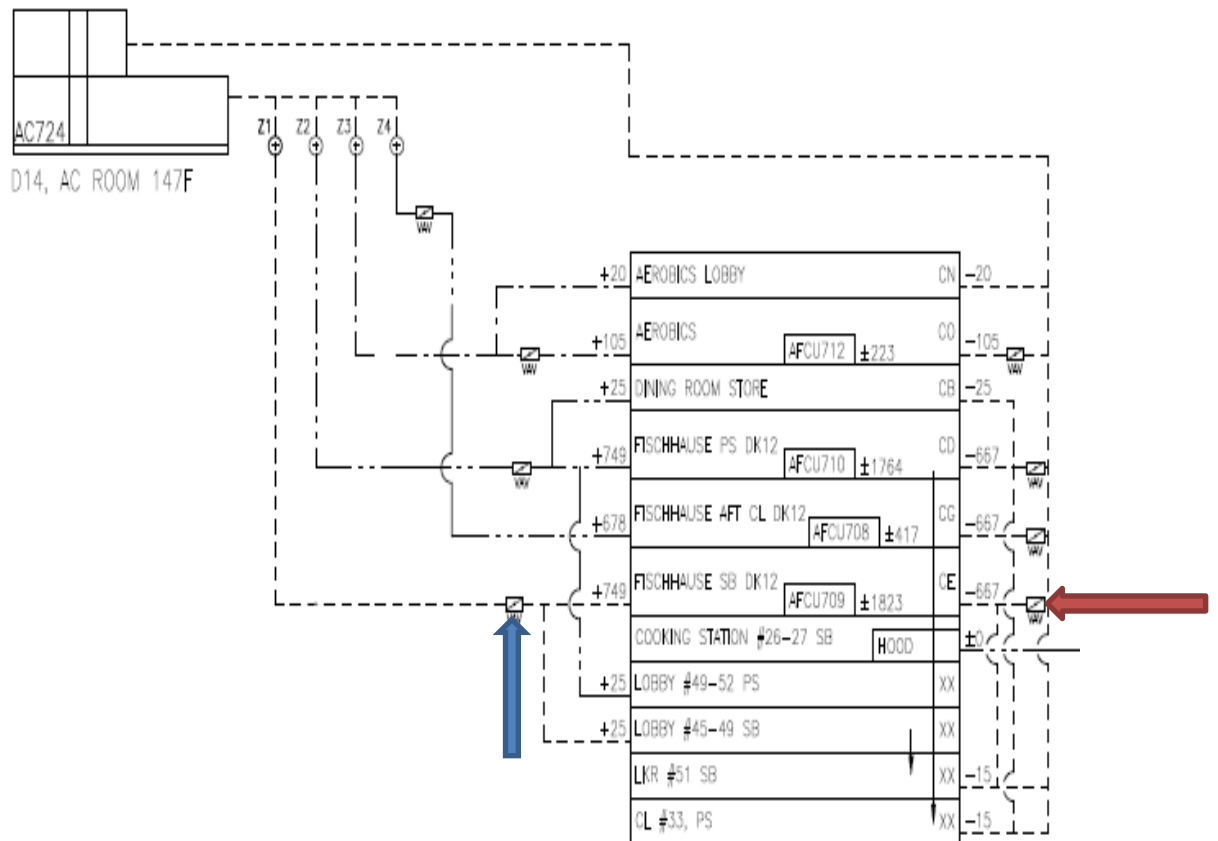 AC724
D14, AC ROOM 147F
Z1 Z2 Z3 Z4
VAV
+20 AEROBICS LOBBY CN -20
+105 AEROBICS AFCU712 ±223 CO -105
VAV VAV
+25 DINING ROOM STORE CB -25
+749 FISCHHAUSE PS DK12 AFCU710 ±1764 CD -667
VAV VAV
+678 FISCHHAUSE AFT CL DK12 AFCU708 ±417 CG -667
VAV
+749 FISCHHAUSE SB DK12 AFCU709 ±1823 CE -667
VAV VAV
COOKING STATION #26-27 SB HOOD ±0
+25 LOBBY #49-52 PS XX
+25 LOBBY #45-49 SB XX
LKR #51 SB XX -15
CL #33, PS XX -15